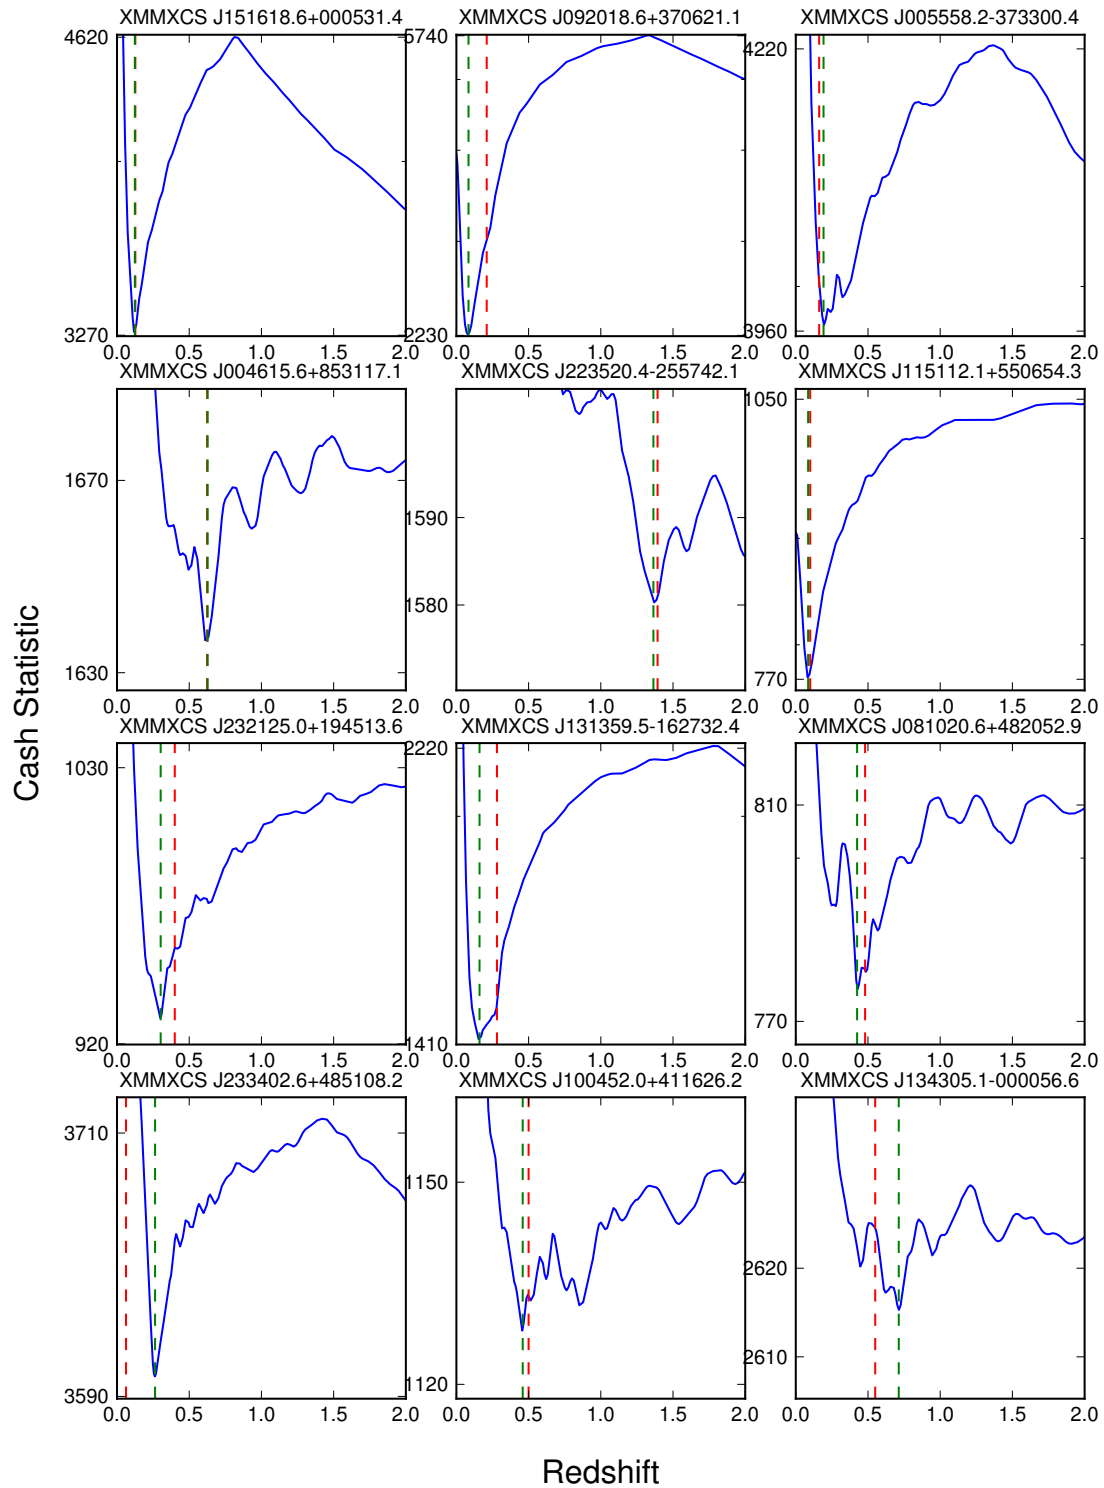 XMMXCS J151618.6+000531.4
XMMXCS J092018.6+370621.1
XMMXCS J005558.2-373300.4
4620
3270
0.0 0.5 1.0 1.5 2.0
5740
2230
0.0 0.5 1.0 1.5 2.0
4220
3960
0.0 0.5 1.0 1.5 2.0
XMMXCS J004615.6+853117.1
XMMXCS J223520.4-255742.1
XMMXCS J115112.1+550654.3
1670
1630
0.0 0.5 1.0 1.5 2.0
1590
1580
0.0 0.5 1.0 1.5 2.0
1050
770
0.0 0.5 1.0 1.5 2.0
Cash Statistic
XMMXCS J232125.0+194513.6
XMMXCS J131359.5-162732.4
XMMXCS J081020.6+482052.9
1030
920
0.0 0.5 1.0 1.5 2.0
2220
1410
0.0 0.5 1.0 1.5 2.0
810
770
0.0 0.5 1.0 1.5 2.0
XMMXCS J233402.6+485108.2
XMMXCS J100452.0+411626.2
XMMXCS J134305.1-000056.6
3710
3590
0.0 0.5 1.0 1.5 2.0
1150
1120
0.0 0.5 1.0 1.5 2.0
2620
2610
0.0 0.5 1.0 1.5 2.0
Redshift